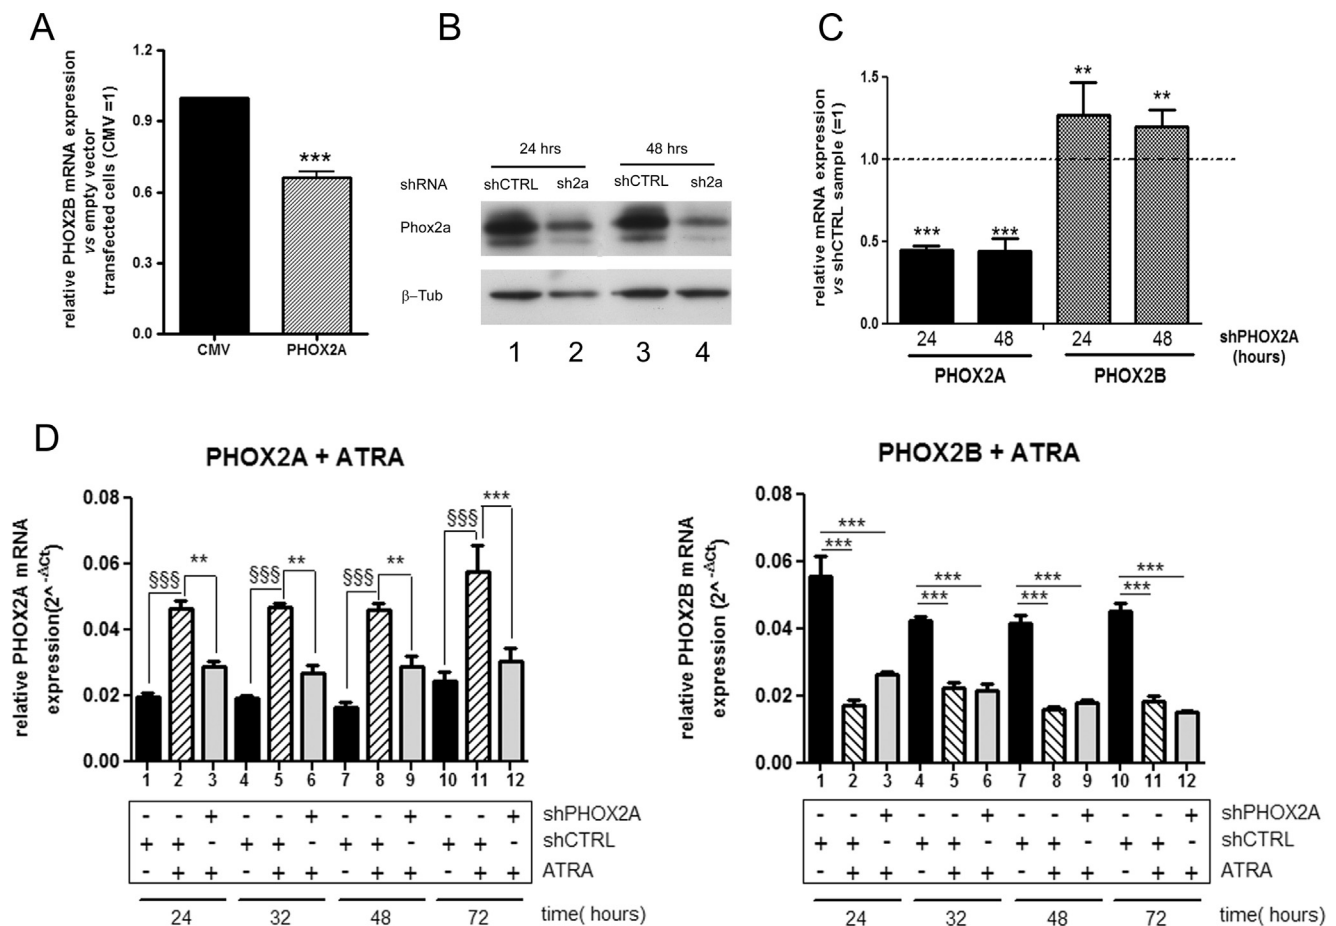 A
relative PHOX2B mRNA expression
vs empty vector
transfected cells (CMV =1)
1.2
0.9
0.6
0.3
0.0
***
CMV PHOX2A
B
24 hrs 48 hrs
shRNA shCTRL sh2a shCTRL sh2a
Phox2a
β–Tub
1 2 3 4
C
relative mRNA expression
vs shCTRL sample (=1)
1.5
1.0
0.5
0.0
*** *** ** **
24 48 24 48 shPHOX2A
(hours)
PHOX2A PHOX2B
D
PHOX2A + ATRA
relative PHOX2A mRNA
expression(2^ -ΔCt)
0.08
0.06
0.04
0.02
0.00
§§§ ** §§§ ** §§§ ** §§§ ***
1 2 3 4 5 6 7 8 9 10 11 12
- - + - - + - - + - - + shPHOX2A
+ + - + + - + + - + + - shCTRL
- + + - + + - + + - + + ATRA
24 32 48 72 time( hours)
PHOX2B + ATRA
relative PHOX2B mRNA
expression (2^ -ΔCt)
0.08
0.06
0.04
0.02
0.00
*** *** *** ***
*** *** *** ***
1 2 3 4 5 6 7 8 9 10 11 12
- - + - - + - - + - - + shPHOX2A
+ + - + + - + + - + + - shCTRL
- + + - + + - + + - + + ATRA
24 32 48 72 time( hours)